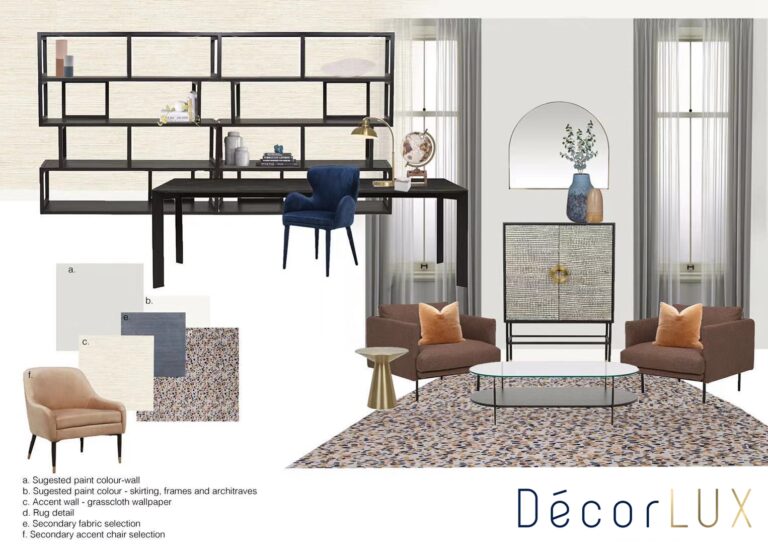 a.
b.
e.
c.
f.
a. Sugested paint colour-wall
b. Sugested paint colour - skirting, frames and architraves
c. Accent wall - grasscloth wallpaper
d. Rug detail
e. Secondary fabric selection
f. Secondary accent chair selection
DécorLUX